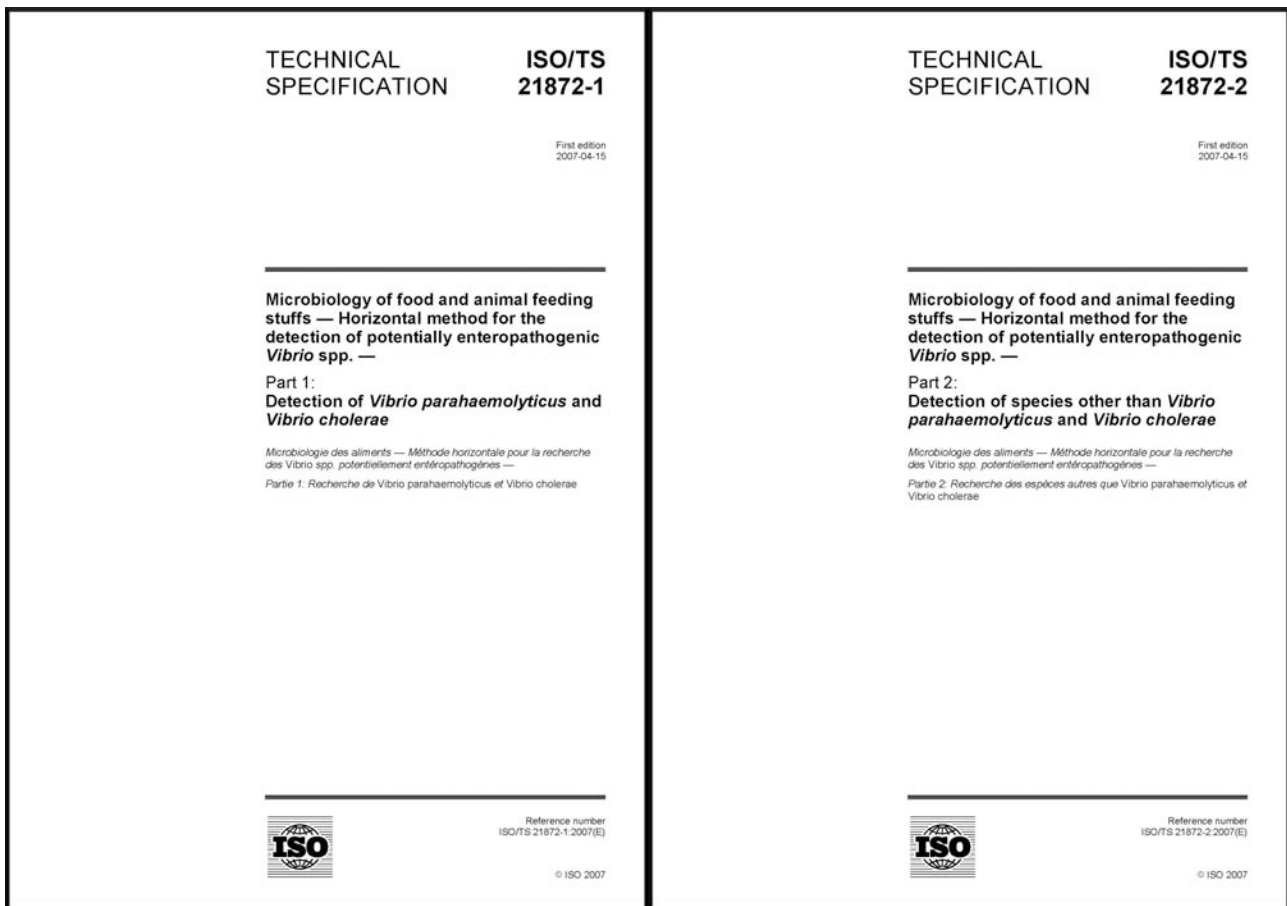 TECHNICAL
SPECIFICATION
ISO/TS
21872-1
First edition
2007-04-15
Microbiology of food and animal feeding
stuffs — Horizontal method for the
detection of potentially enteropathogenic
Vibrio spp. —
Part 1:
Detection of Vibrio parahaemolyticus and
Vibrio cholerae
Microbiologie des aliments — Méthode horizontale pour la recherche
des Vibrio spp. potentiellement entéropathogènes —
Partie 1: Recherche de Vibrio parahaemolyticus et Vibrio cholerae
ISO
Reference number
ISO/TS 21872-1:2007(E)
© ISO 2007
TECHNICAL
SPECIFICATION
ISO/TS
21872-2
First edition
2007-04-15
Microbiology of food and animal feeding
stuffs — Horizontal method for the
detection of potentially enteropathogenic
Vibrio spp. —
Part 2:
Detection of species other than Vibrio
parahaemolyticus and Vibrio cholerae
Microbiologie des aliments — Méthode horizontale pour la recherche
des Vibrio spp. potentiellement entéropathogènes —
Partie 2: Recherche des espèces autres que Vibrio parahaemolyticus et
Vibrio cholerae
ISO
Reference number
ISO/TS 21872-2:2007(E)
© ISO 2007